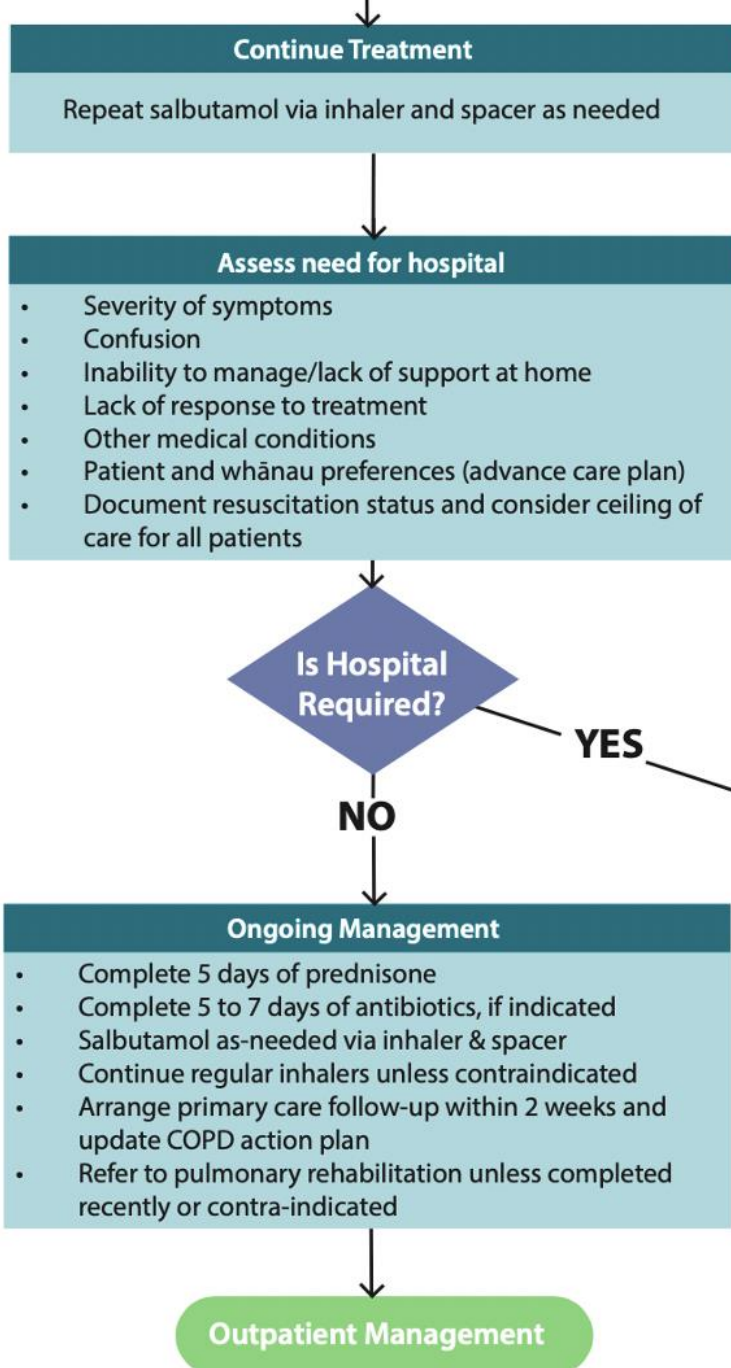 Continue Treatment
Repeat salbutamol via inhaler and spacer as needed
Assess need for hospital
• Severity of symptoms
• Confusion
• Inability to manage/lack of support at home
• Lack of response to treatment
• Other medical conditions
• Patient and whānau preferences (advance care plan)
• Document resuscitation status and consider ceiling of
care for all patients
Is Hospital
Required?
YES
NO
Ongoing Management
• Complete 5 days of prednisone
• Complete 5 to 7 days of antibiotics, if indicated
• Salbutamol as-needed via inhaler & spacer
• Continue regular inhalers unless contraindicated
• Arrange primary care follow-up within 2 weeks and
update COPD action plan
• Refer to pulmonary rehabilitation unless completed
recently or contra-indicated
Outpatient Management